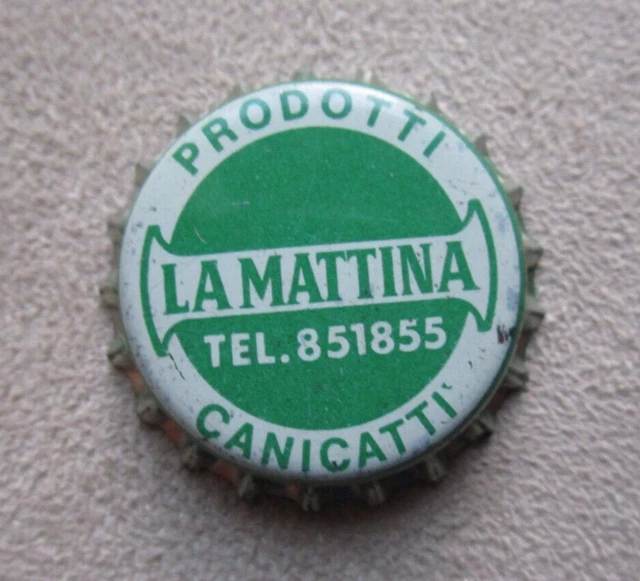 PRODOTTI
LA MATTINA
TEL. 851855
CANICATTI'